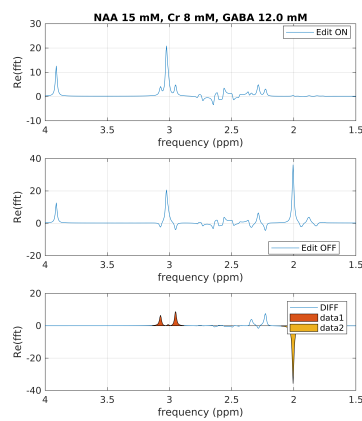 NAA 15 mM, Cr 8 mM, GABA 12.0 mM
30
20
10
0
-10
Re(fft)
Edit ON
4 3.5 3 2.5 2 1.5
frequency (ppm)
40
20
0
-20
Re(fft)
Edit OFF
4 3.5 3 2.5 2 1.5
frequency (ppm)
20
0
-20
-40
Re(fft)
DIFF
data1
data2
4 3.5 3 2.5 2 1.5
frequency (ppm)